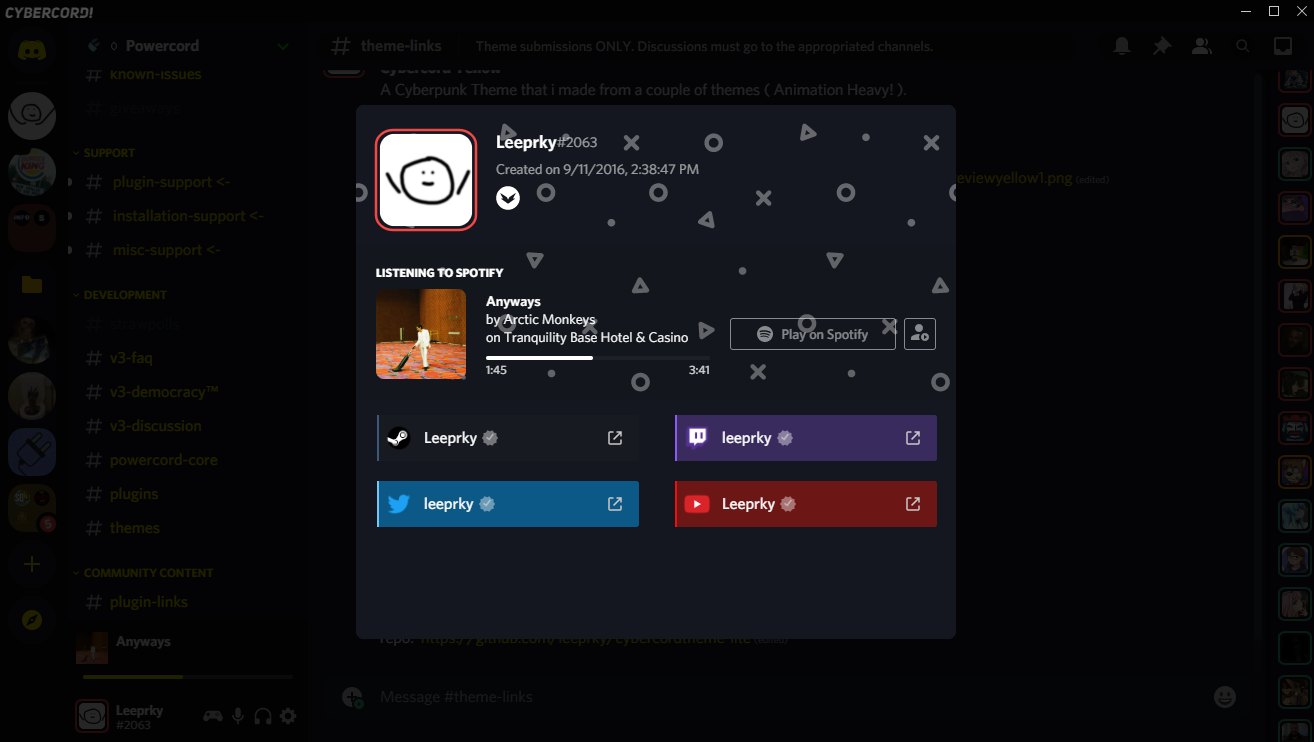 CYBERCORD!
Powercord
known-issues
SUPPORT
plugin-support <-
installation-support <-
misc-support <-
DEVELOPMENT
v3-faq
v3-democracy™
v3-discussion
powercord-core
plugins
themes
COMMUNITY CONTENT
plugin-links
Anyways
Leeprky
#2063
theme-links
Theme submissions ONLY. Discussions must go to the appropriated channels.
Cybercord Yellow
A Cyberpunk Theme that i made from a couple of themes ( Animation Heavy! ).
reviewyellow1.png (edited)
Leeprky#2063
Created on 9/11/2016, 2:38:47 PM
LISTENING TO SPOTIFY
Anyways
by Arctic Monkeys
on Tranquility Base Hotel & Casino
1:45
3:41
Play on Spotify
Leeprky
leeprky
leeprky
Leeprky
repo: https://github.com/leeprky/cybercordtheme-lite (edited)
Message #theme-links